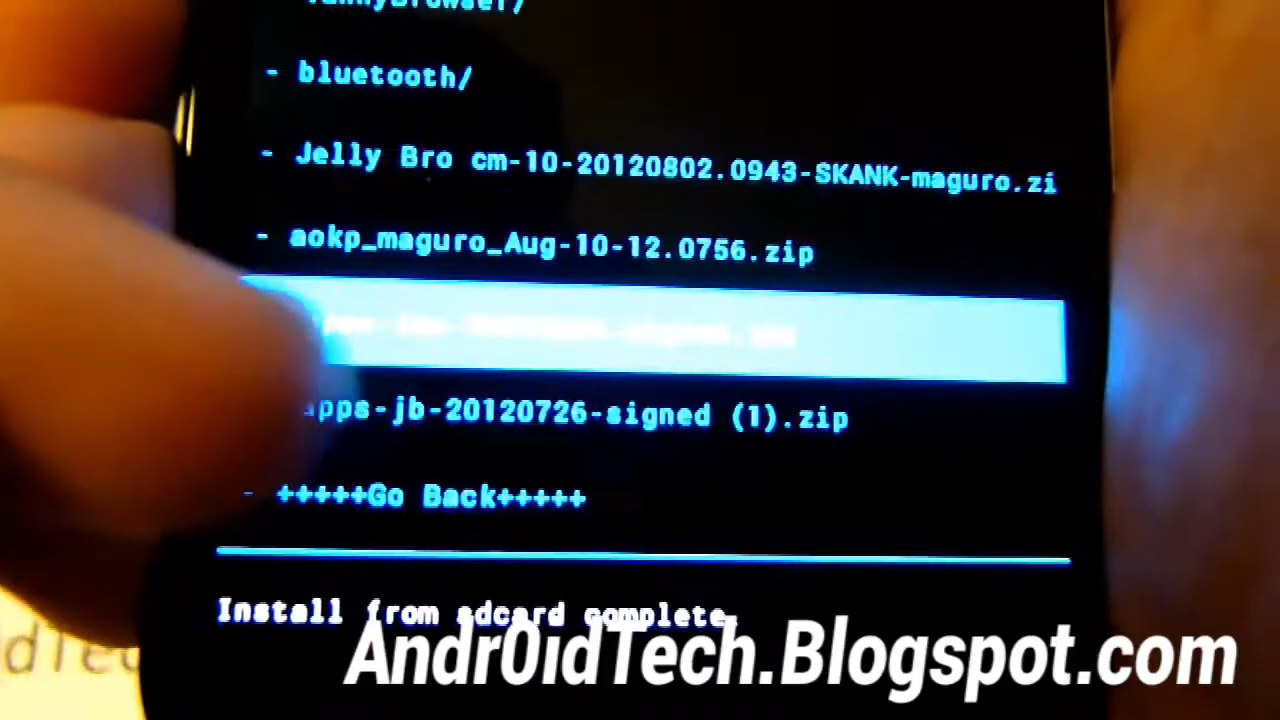 - bluetooth/
- Jelly Bro cm-10-20120802.0943-SKANK-maguro.zi
- aokp_maguro_Aug-10-12.0756.zip
apps-jb-20120726-signed (1).zip
- +++++Go Back+++++
Install from sdcard complete.
Andr0idTech.Blogspot.com